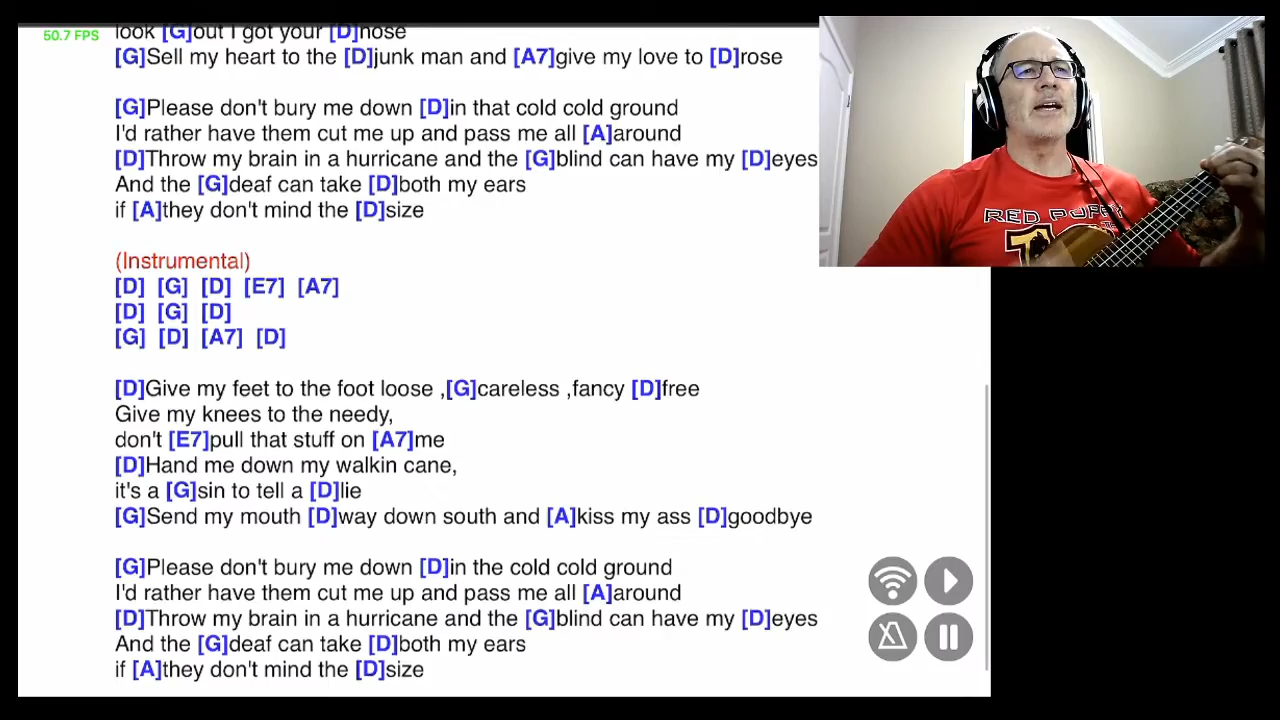 50.7 FPS
look [G]out I got your [D]nose
[G]Sell my heart to the [D]junk man and [A7]give my love to [D]rose
[G]Please don't bury me down [D]in that cold cold ground
I'd rather have them cut me up and pass me all [A]around
[D]Throw my brain in a hurricane and the [G]blind can have my [D]eyes
And the [G]deaf can take [D]both my ears
if [A]they don't mind the [D]size
(Instrumental)
[D] [G] [D] [E7] [A7]
[D] [G] [D]
[G] [D] [A7] [D]
[D]Give my feet to the foot loose ,[G]careless ,fancy [D]free
Give my knees to the needy,
don't [E7]pull that stuff on [A7]me
[D]Hand me down my walkin cane,
it's a [G]sin to tell a [D]lie
[G]Send my mouth [D]way down south and [A]kiss my ass [D]goodbye
[G]Please don't bury me down [D]in the cold cold ground
I'd rather have them cut me up and pass me all [A]around
[D]Throw my brain in a hurricane and the [G]blind can have my [D]eyes
And the [G]deaf can take [D]both my ears
if [A]they don't mind the [D]size
RED